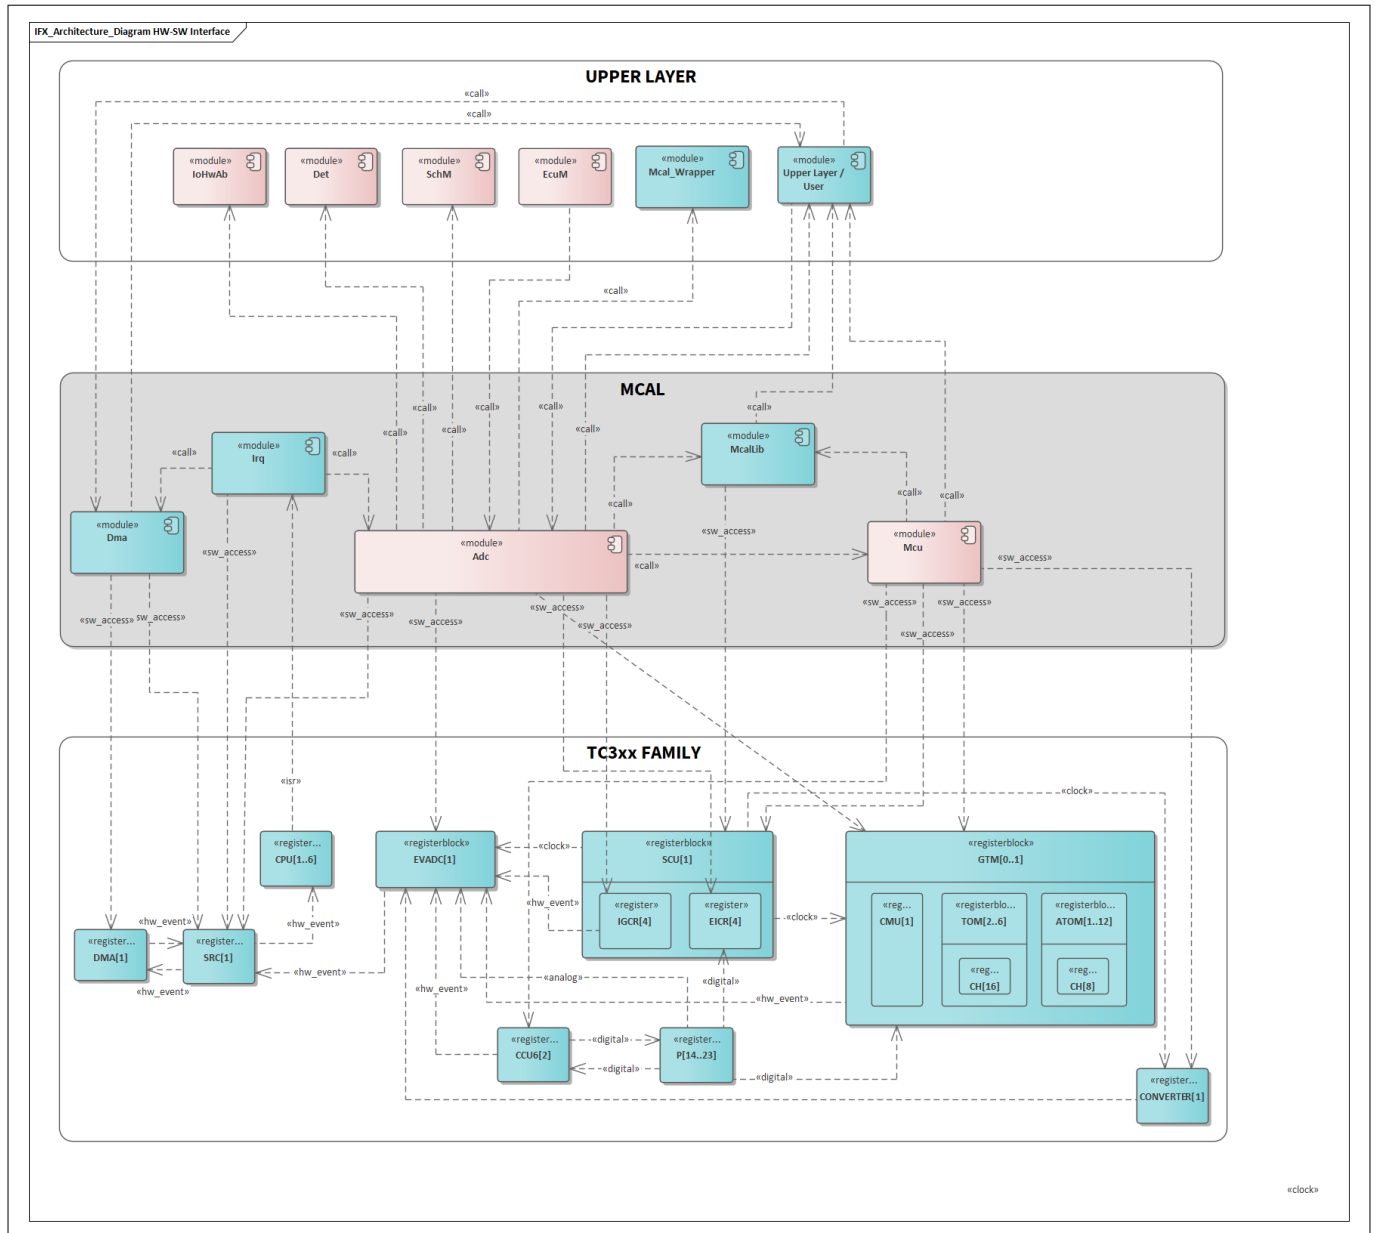 IFX_Architecture_Diagram HW-SW Interface
UPPER LAYER
«call»
«call»
«module»
IoHwAb
«module»
Det
«module»
SchM
«module»
EcuM
«module»
Mcal_Wrapper
«module»
Upper Layer /
User
«call»
«call»
MCAL
«call»
«call»
«call»
«call»
«call»
«call»
«call»
«module»
Irq
«call»
«call»
«module»
McalLib
«call»
«call»
«call»
«module»
Dma
«sw_access»
«module»
Adc
«sw_access»
«call»
«module»
Mcu
«sw_access»
«sw_access»
sw_access»
«sw_access»
«sw_access»
«sw_access»
«sw_access»
«sw_access»
«sw_access»
«sw_access»
TC3xx FAMILY
«isr»
«clock»
«register...
CPU[1..6]
«registerblock»
EVADC[1]
«clock»
«registerblock»
SCU[1]
«registerblock»
GTM[0..1]
«hw_event»
«hw_event»
«hw_event»
«register»
IGCR[4]
«register»
EICR[4]
«clock»
«reg...
CMU[1]
«registerblo...
TOM[2..6]
«registerblo...
ATOM[1..12]
«register...
DMA[1]
«register...
SRC[1]
«hw_event»
«hw_event»
«hw_event»
«analog»
«digital»
«hw_event»
«reg...
CH[16]
«reg...
CH[8]
«register...
CCU6[2]
«digital»
«digital»
«register...
P[14..23]
«digital»
«register...
CONVERTER[1]
«clock»